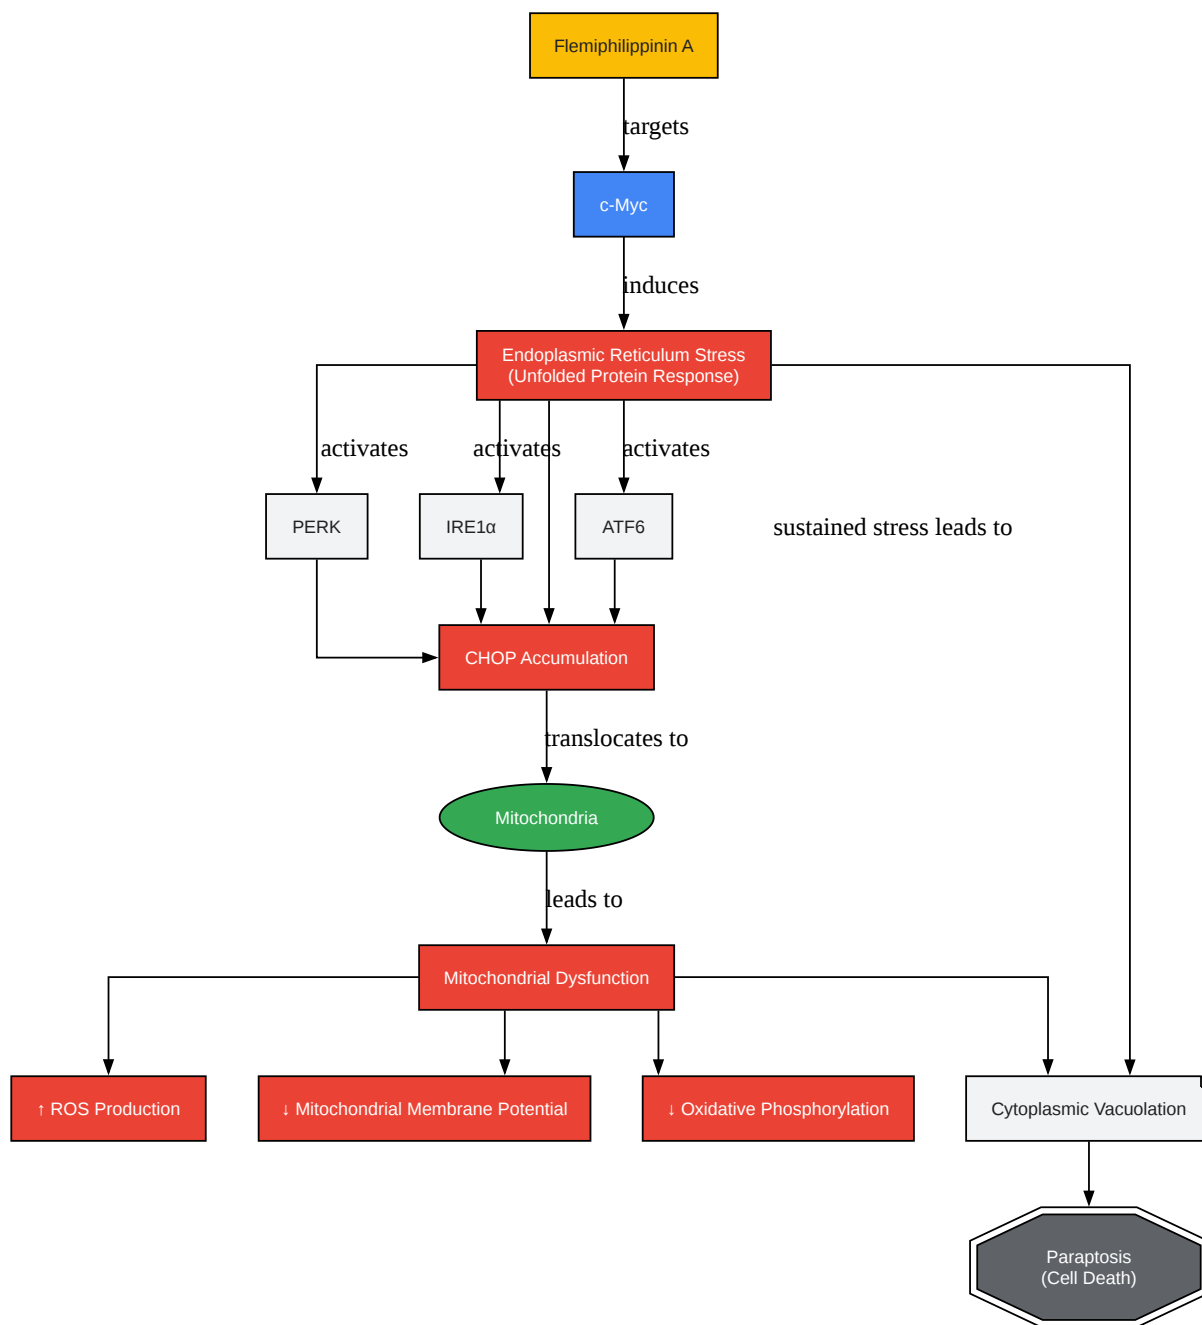 Flemiphilippinin A
targets
c-Myc
induces
Endoplasmic Reticulum Stress
(Unfolded Protein Response)
activates
activates
activates
PERK
IRE1α
ATF6
sustained stress leads to
CHOP Accumulation
translocates to
Mitochondria
leads to
Mitochondrial Dysfunction
↑ ROS Production
↓ Mitochondrial Membrane Potential
↓ Oxidative Phosphorylation
Cytoplasmic Vacuolation
Paraptosis
(Cell Death)